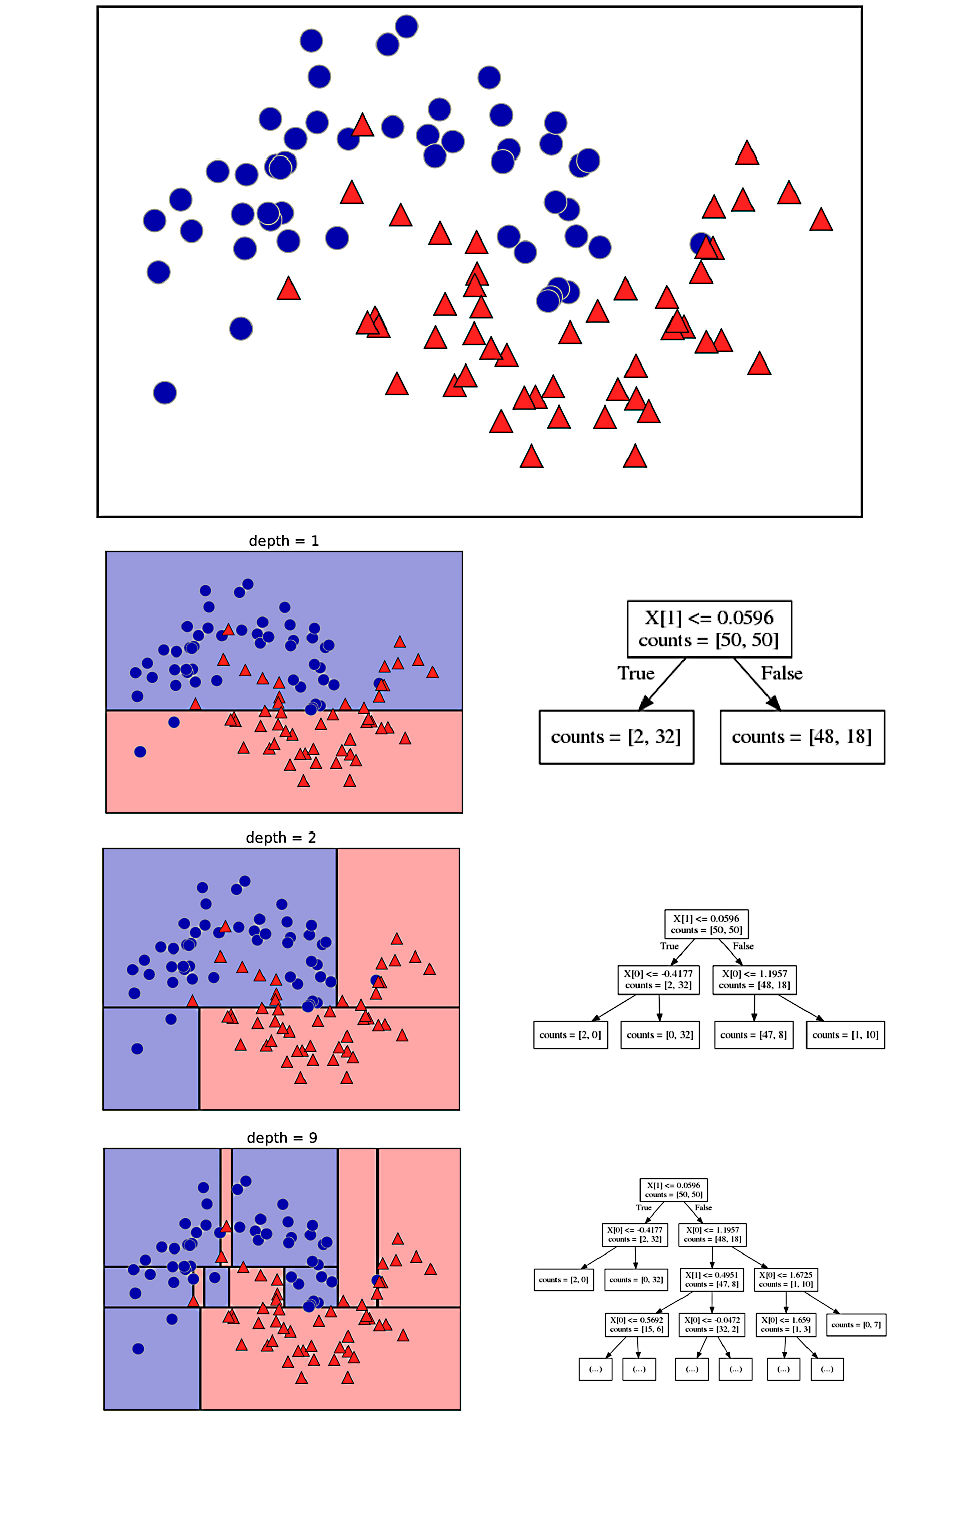 depth = 1
X[1] <= 0.0596
counts = [50, 50]
True False
counts = [2, 32] counts = [48, 18]
depth = 2
X[1] <= 0.0596
counts = [50, 50]
True False
X[0] <= -0.4177 X[0] <= 1.1957
counts = [2, 32] counts = [48, 18]
counts = [2, 0] counts = [0, 32] counts = [47, 8] counts = [1, 10]
depth = 9
X[1] <= 0.0596
counts = [50, 50]
True False
X[0] <= -0.4177 X[0] <= 1.1957
counts = [2, 32] counts = [48, 18]
counts = [2, 0] counts = [0, 32] X[1] <= 0.4951 X[0] <= 1.6725
counts = [47, 8] counts = [1, 10]
X[0] <= 0.5692 X[0] <= -0.0472 X[0] <= 1.659 counts = [0, 7]
counts = [15, 6] counts = [32, 2] counts = [1, 3]
(...) (...) (...) (...) (...) (...)